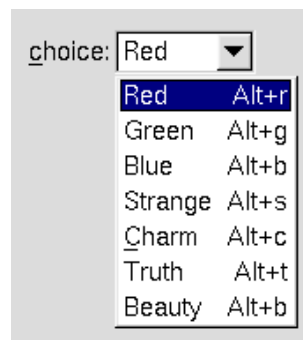 choice: Red
Red Alt+r
Green Alt+g
Blue Alt+b
Strange Alt+s
Charm Alt+c
Truth Alt+t
Beauty Alt+b